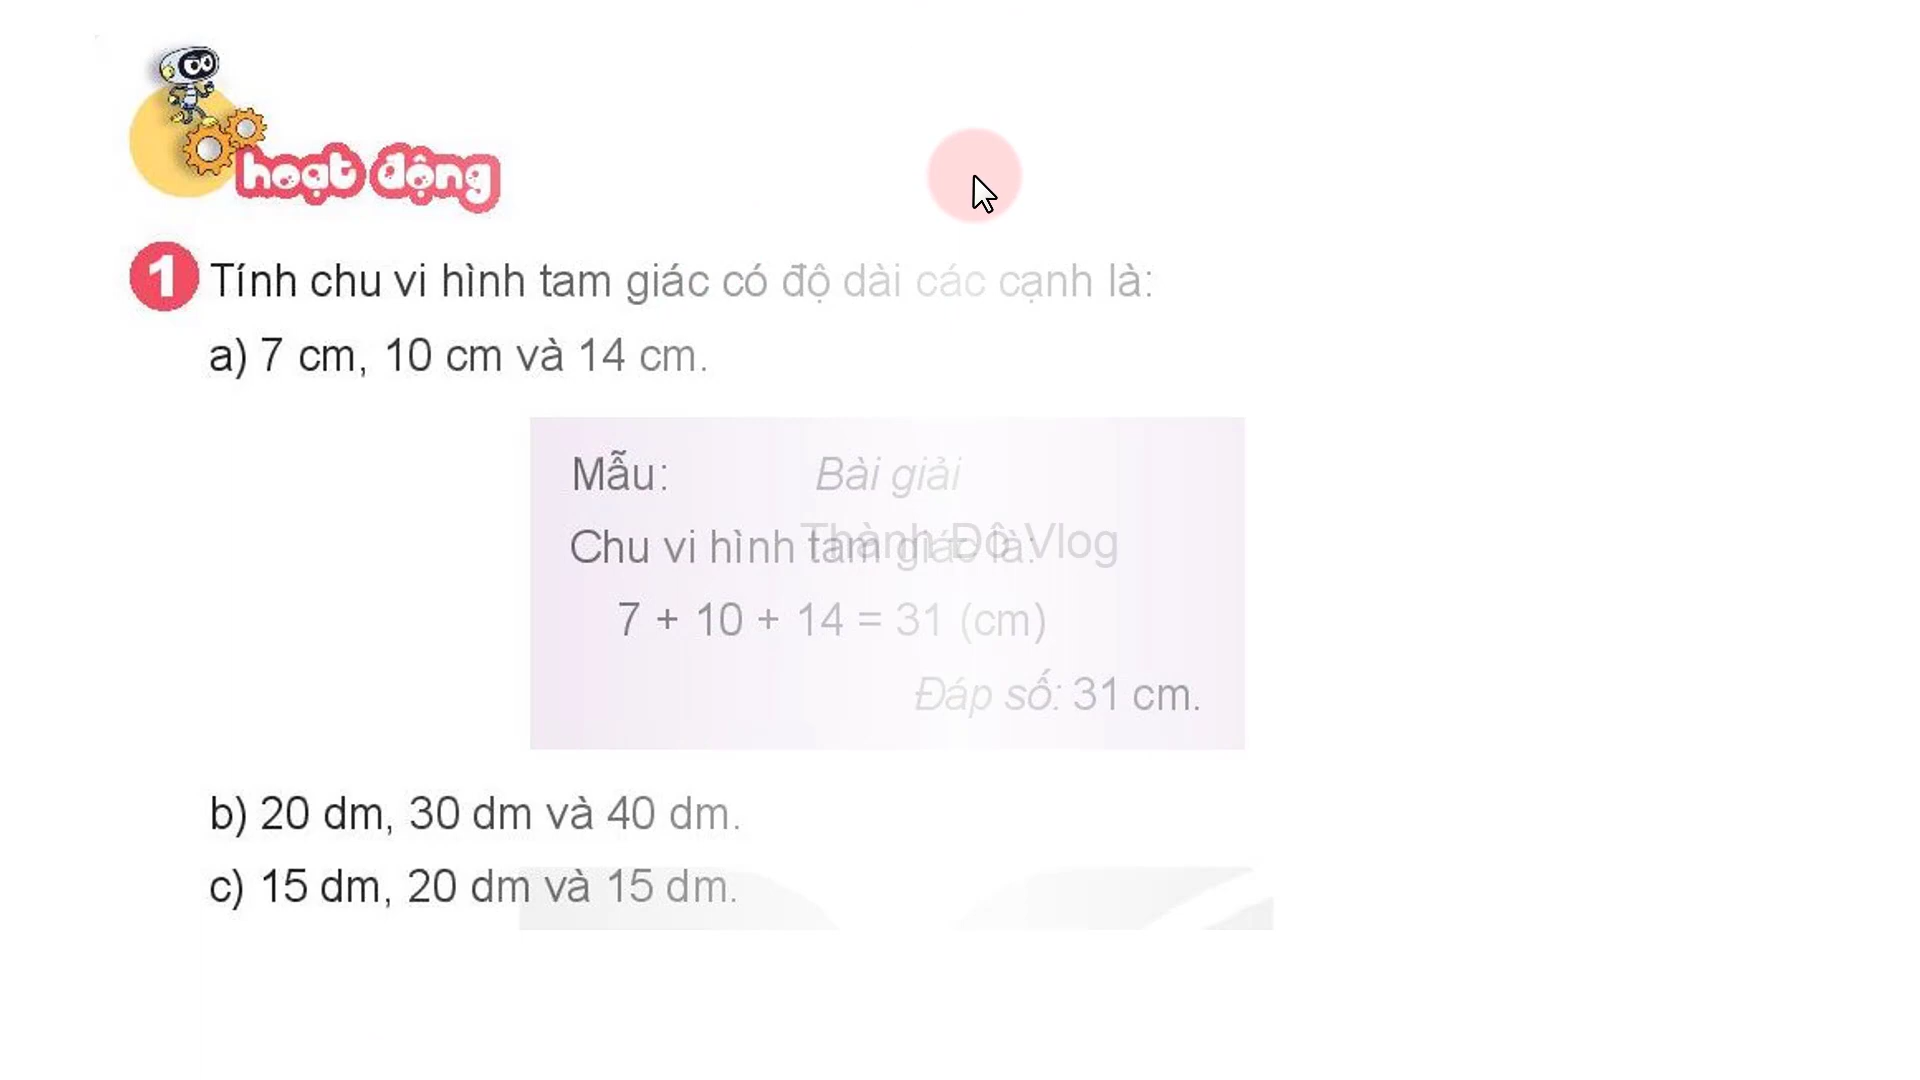 hoạt động
1 Tính chu vi hình tam giác có độ dài các cạnh là:
a) 7 cm, 10 cm và 14 cm.
Mẫu: Bài giải
Chu vi hình tam giác là:
Thành Đô Vlog
7 + 10 + 14 = 31 (cm)
Đáp số: 31 cm.
b) 20 dm, 30 dm và 40 dm.
c) 15 dm, 20 dm và 15 dm.